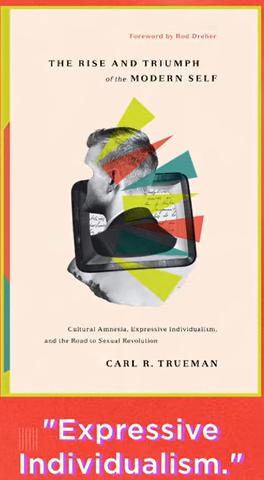 Foreword by Rod Dreher
THE RISE AND TRIUMPH
of the MODERN SELF
Cultural Amnesia, Expressive Individualism,
and the Road to Sexual Revolution
CARL R. TRUEMAN
"Expressive
Individualism."